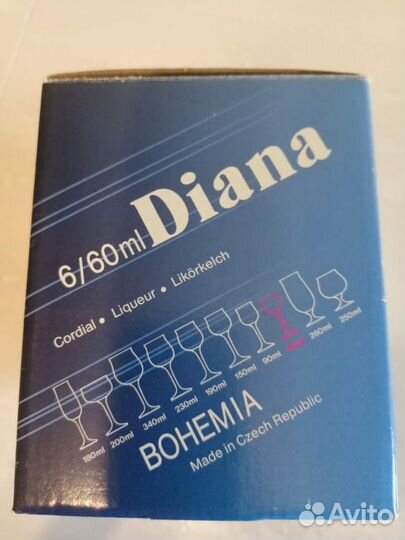 6/60ml Diana
Cordial • Liqueur • Likörkelch
180ml 200ml 340ml 230ml 190ml 150ml 90ml 280ml 250ml
BOHEMIA
Made in Czech Republic
Avito